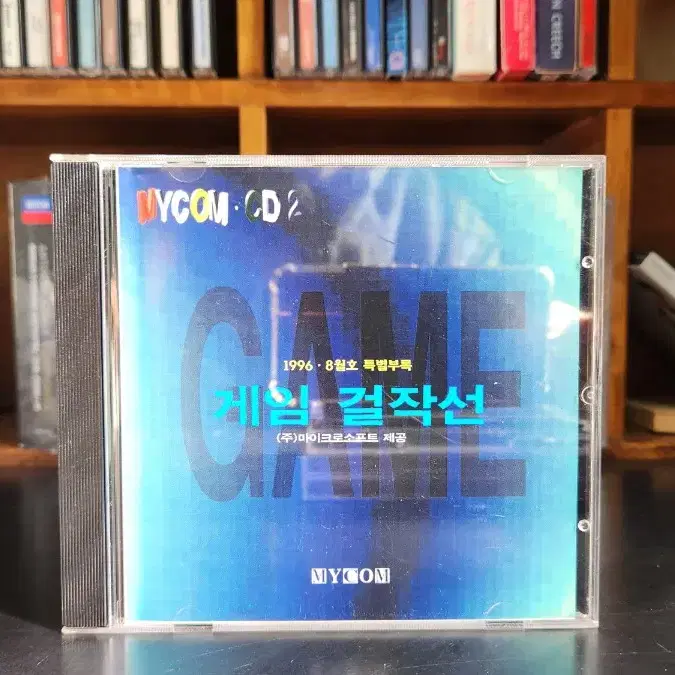 N CREECH
MYCOM · CD 2
GAME
1996 · 8월호 특별부록
게임 걸작선
(주)마이크로소프트 제공
MYCOM